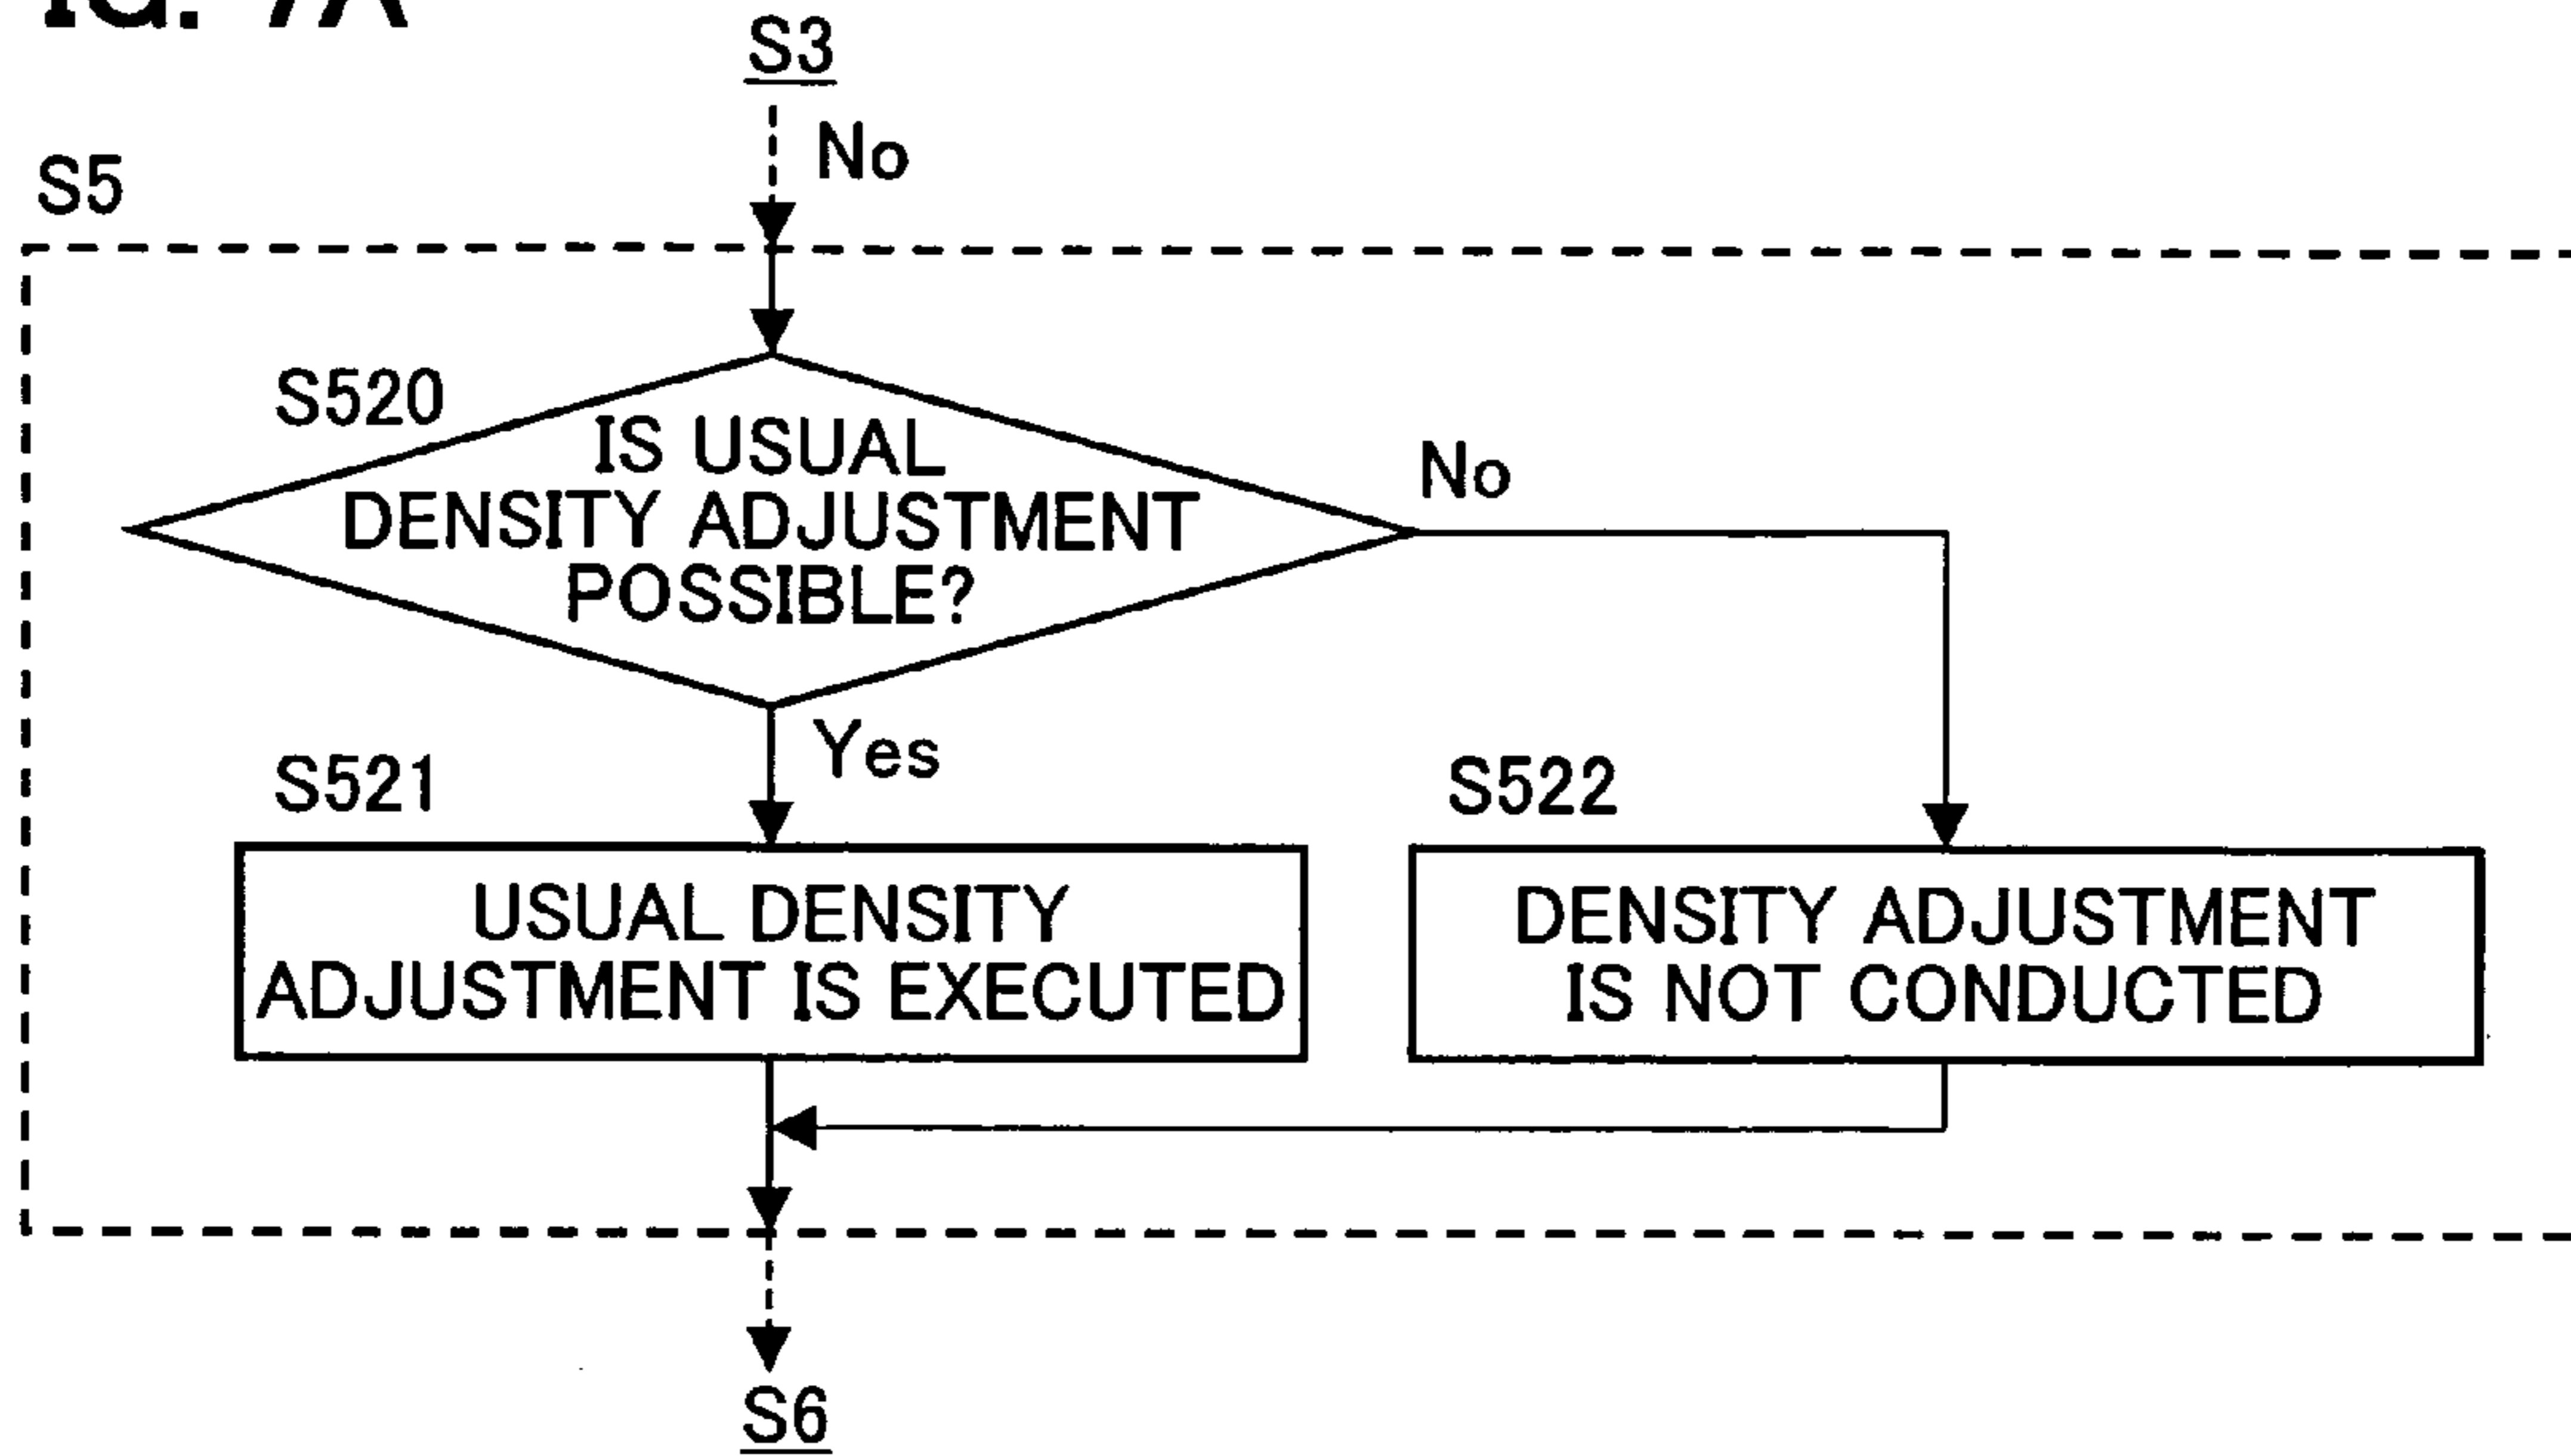 S3
No
S5
S520
IS USUAL
DENSITY ADJUSTMENT
POSSIBLE?
No
Yes
S521
S522
USUAL DENSITY
ADJUSTMENT IS EXECUTED
DENSITY ADJUSTMENT
IS NOT CONDUCTED
S6